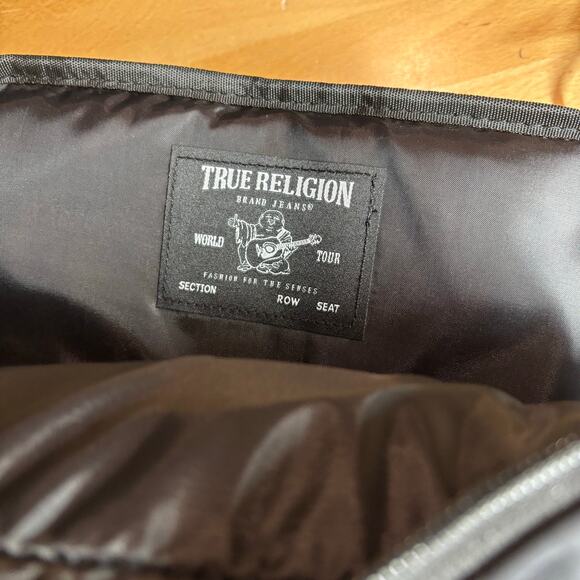 TRUE RELIGION
BRAND JEANS®
WORLD TOUR
FASHION FOR THE SENSES
SECTION ROW SEAT